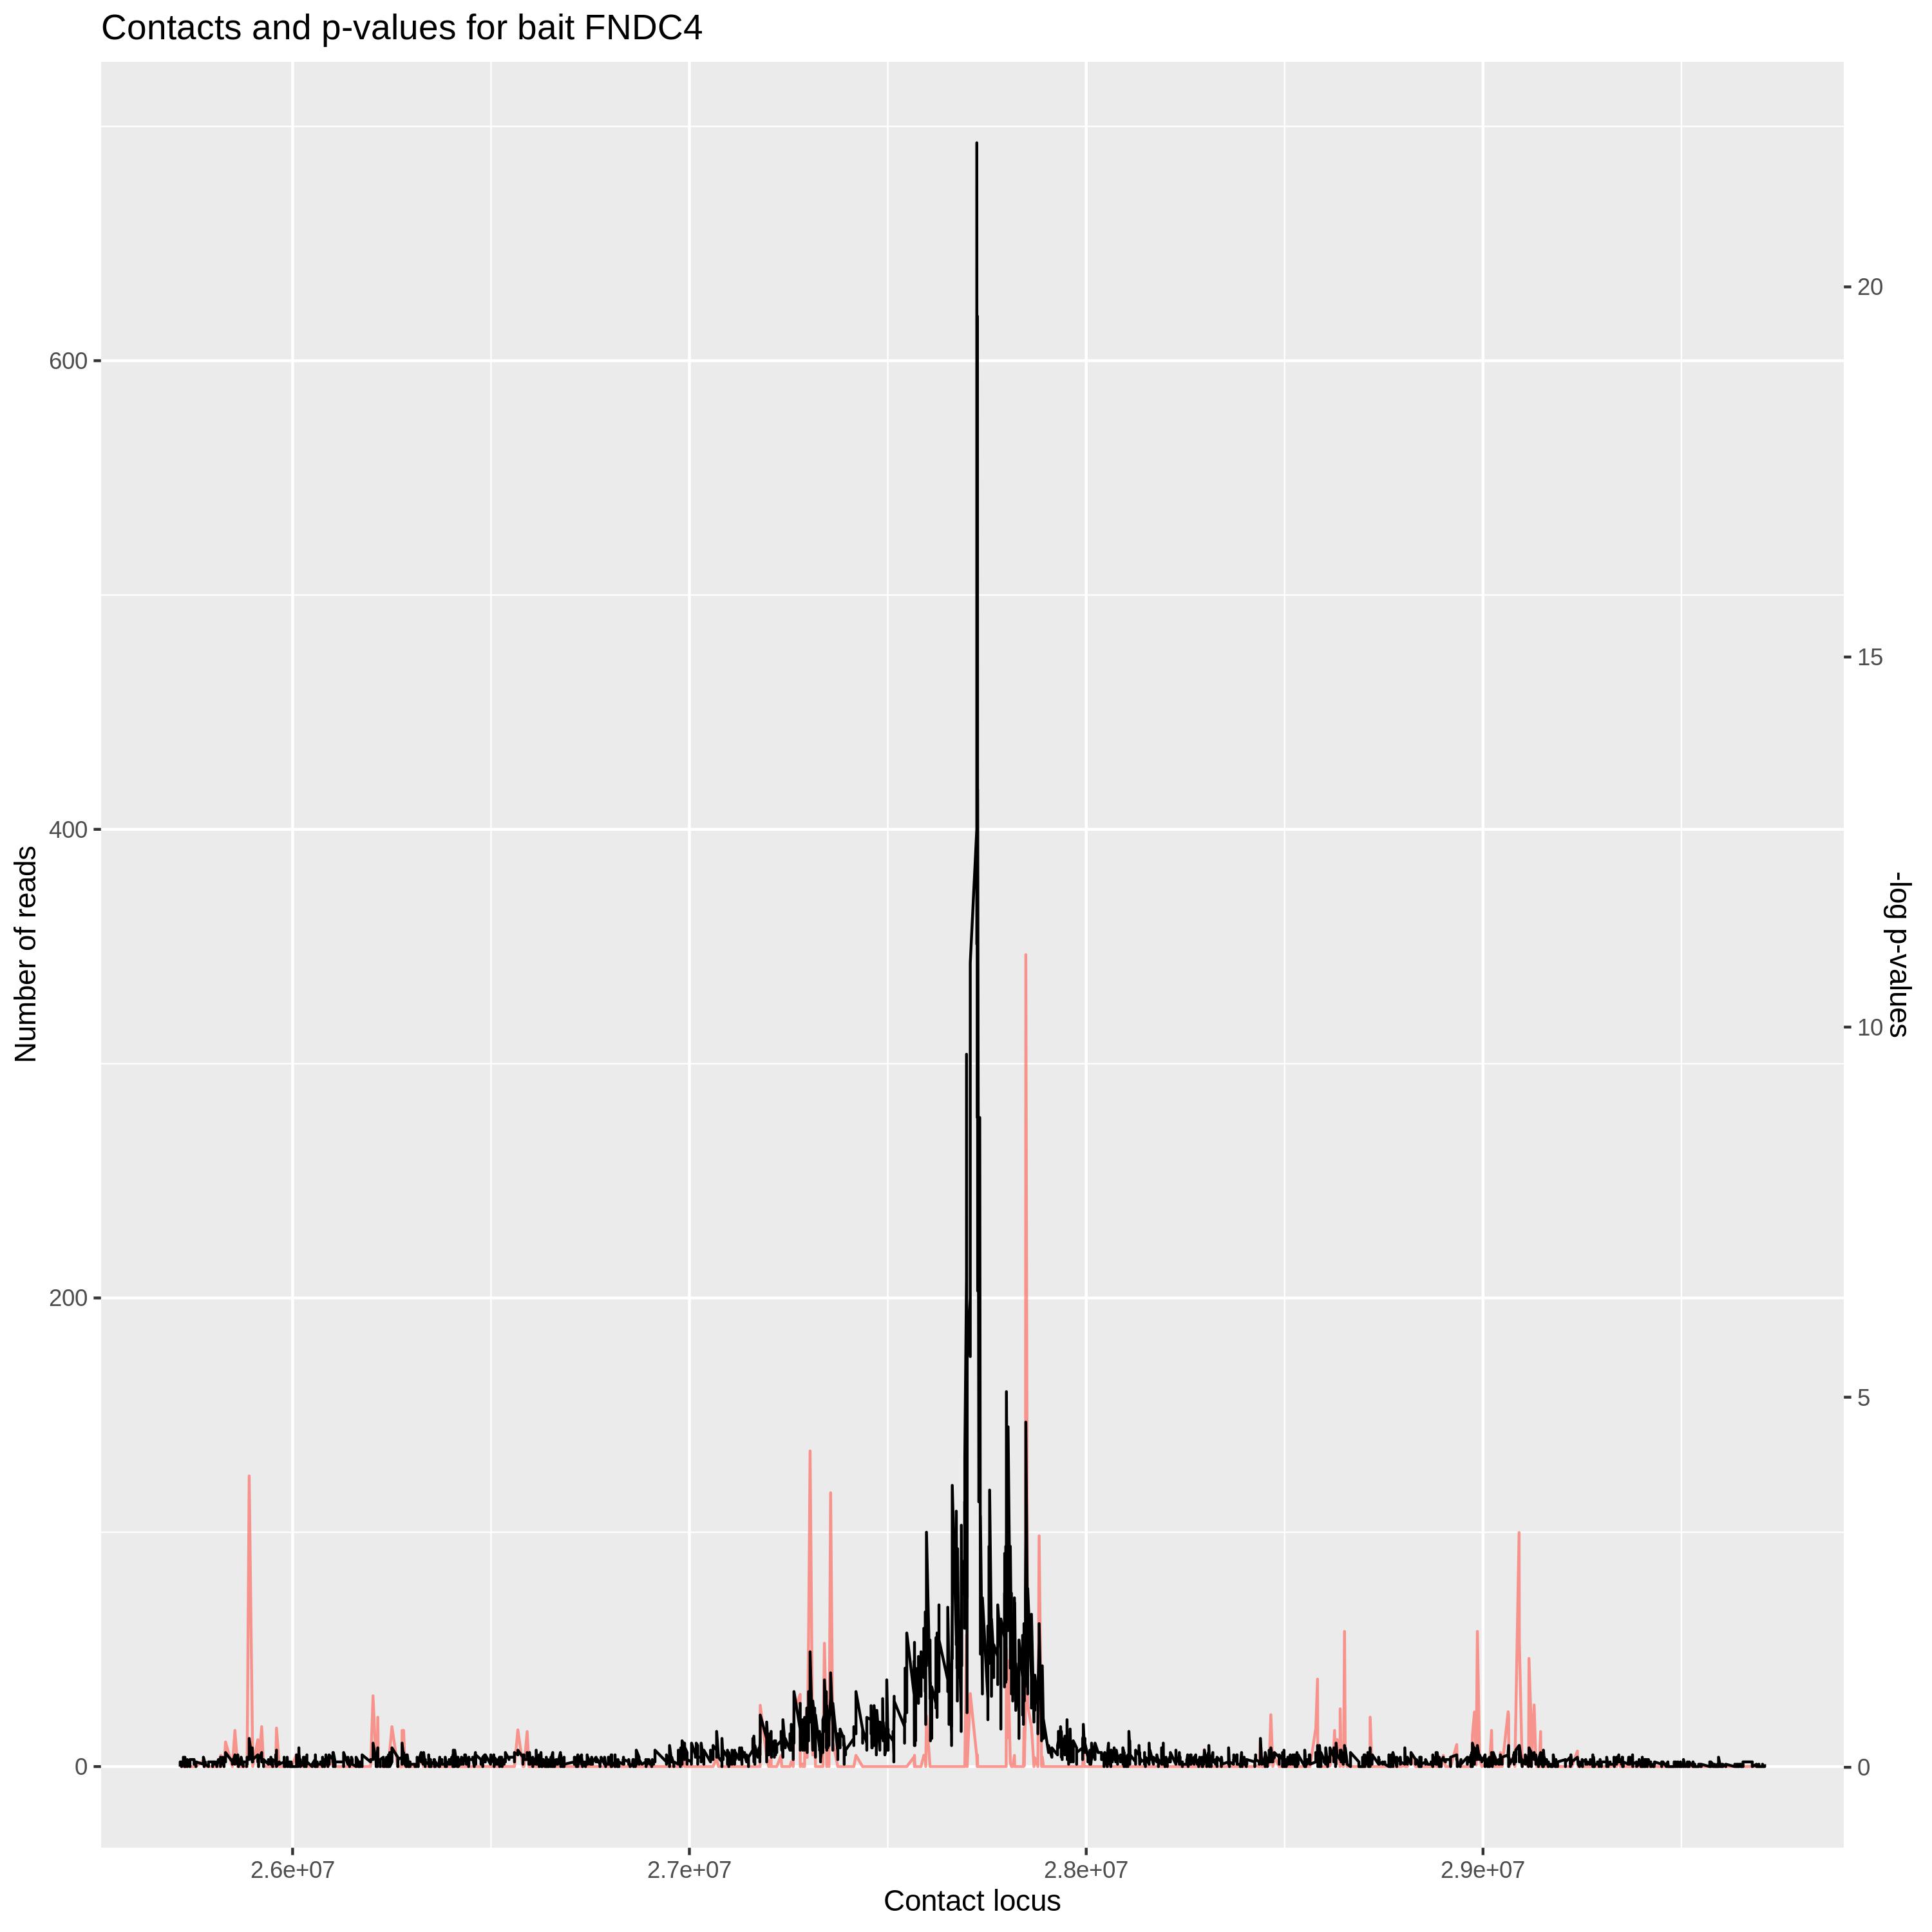 Contacts and p-values for bait FNDC4
600
400
200
0
Number of reads
20
15
10
5
0
-log p-values
2.6e+07
2.7e+07
2.8e+07
2.9e+07
Contact locus